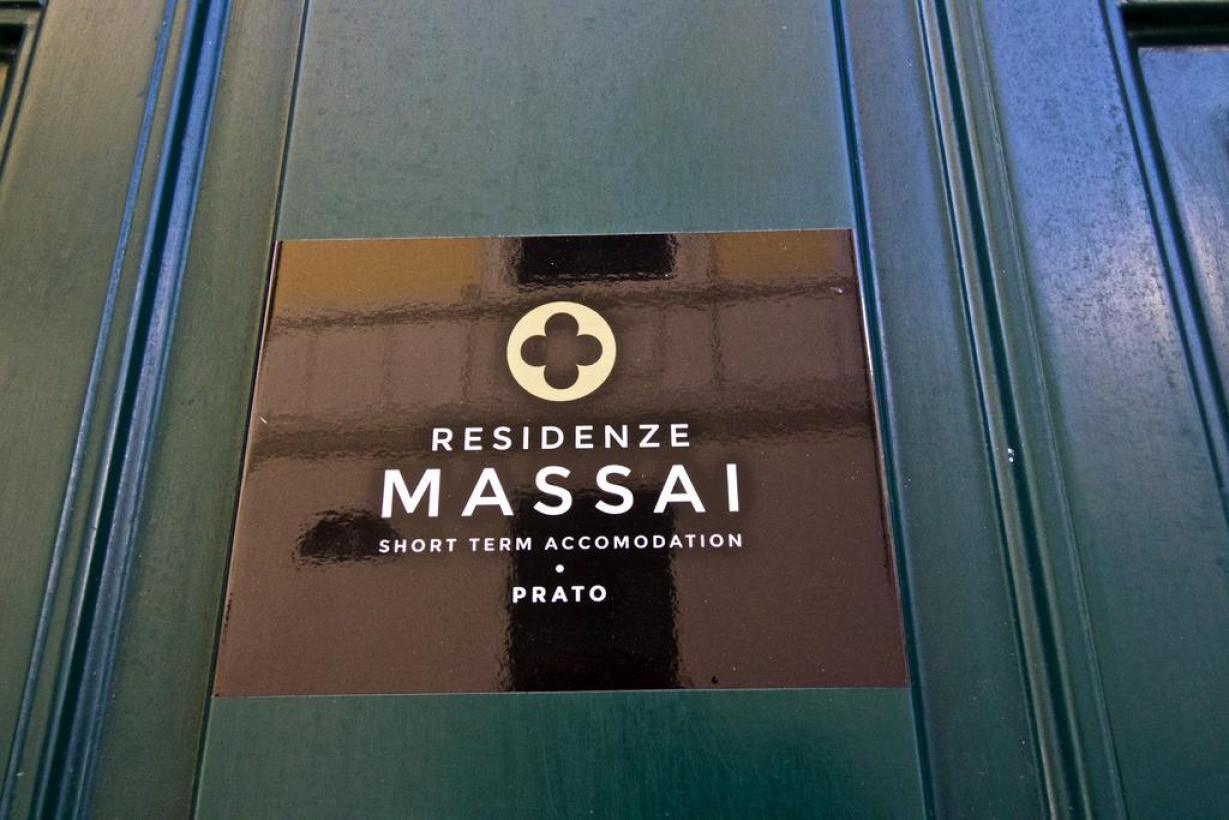 RESIDENZE
MASSAI
SHORT TERM ACCOMODATION
•
PRATO